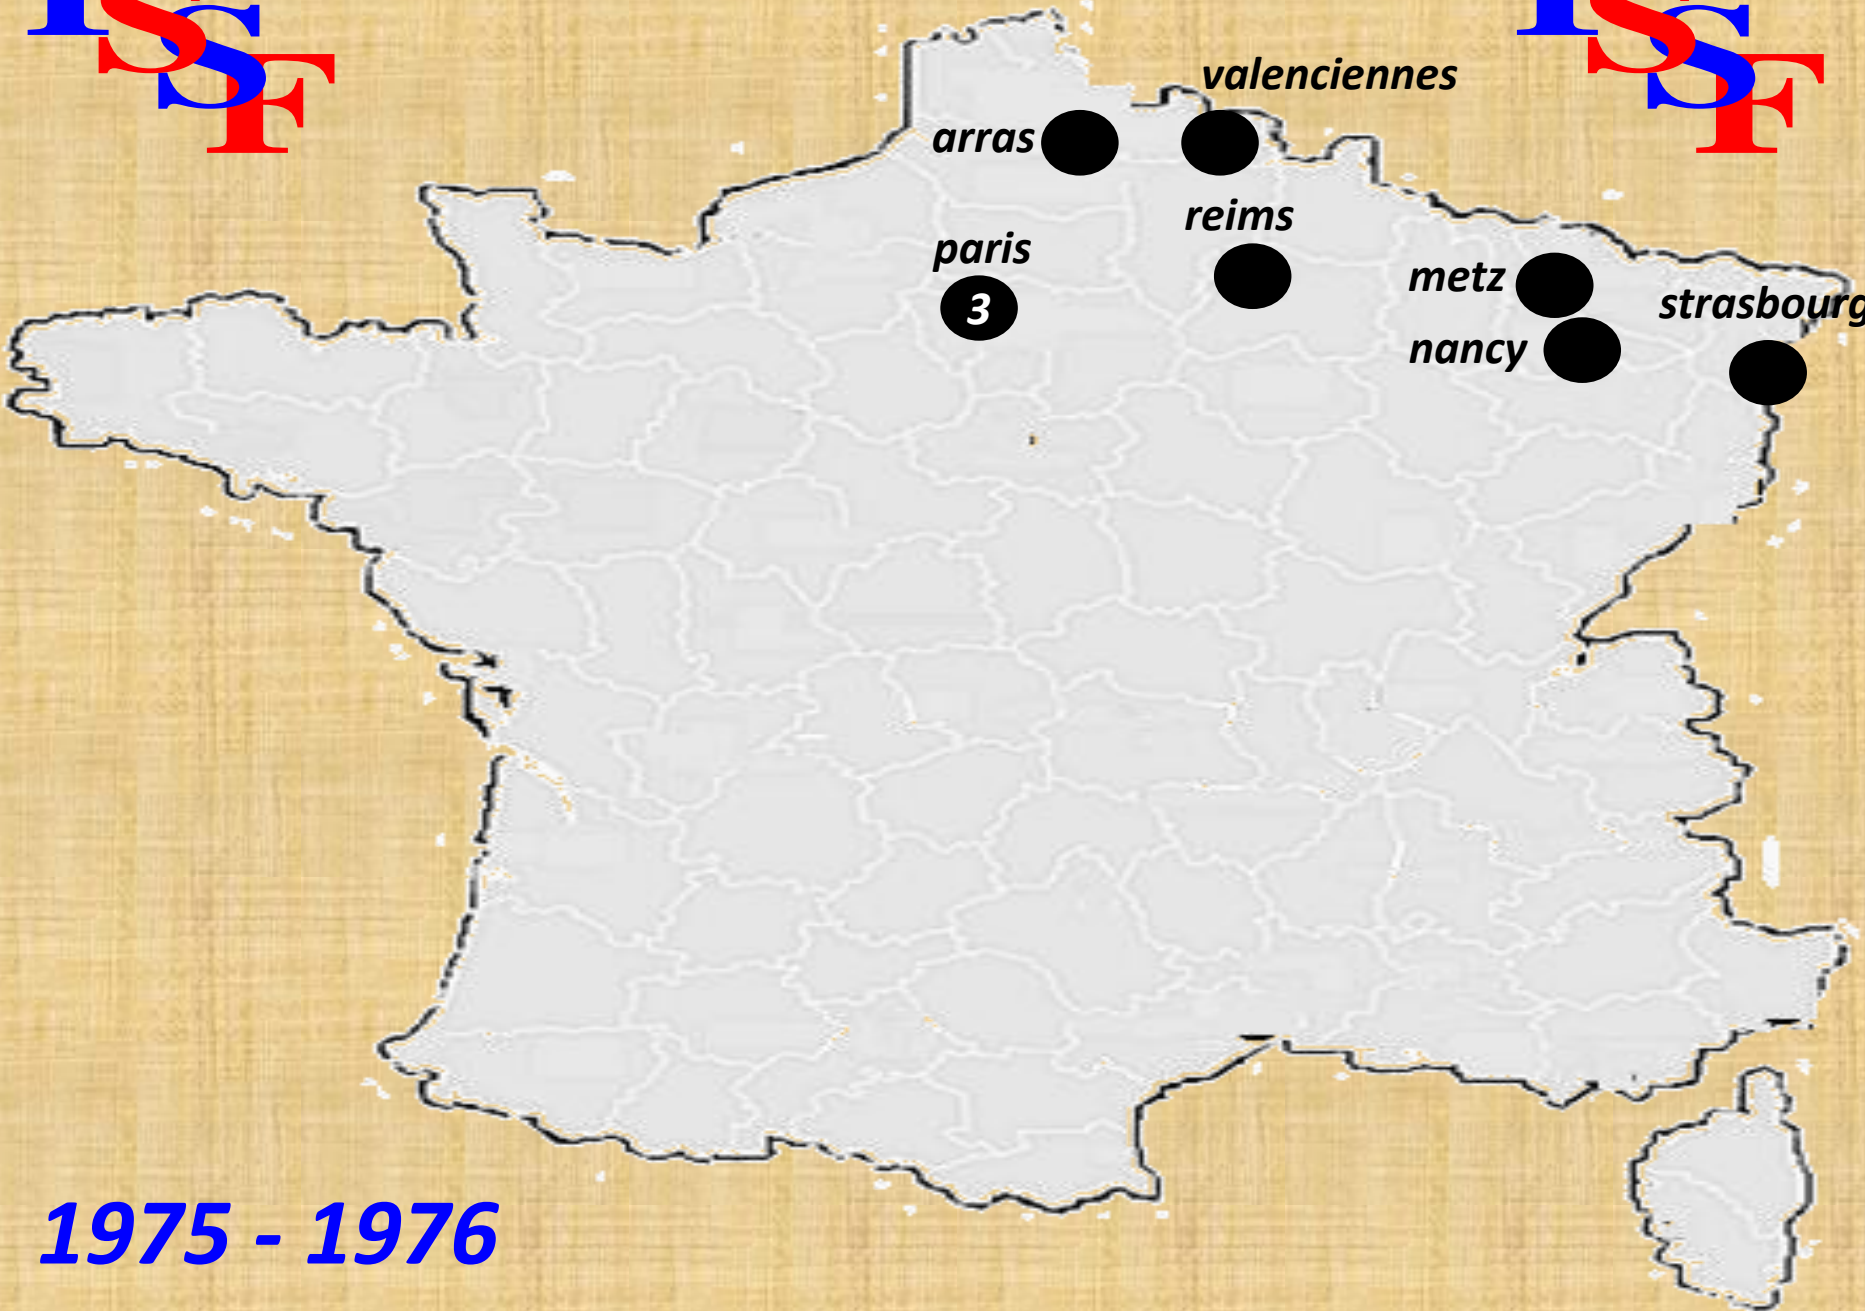 ISSF
ISSF
valenciennes
arras
reims
paris
3
metz
strasbourg
nancy
1975 - 1976